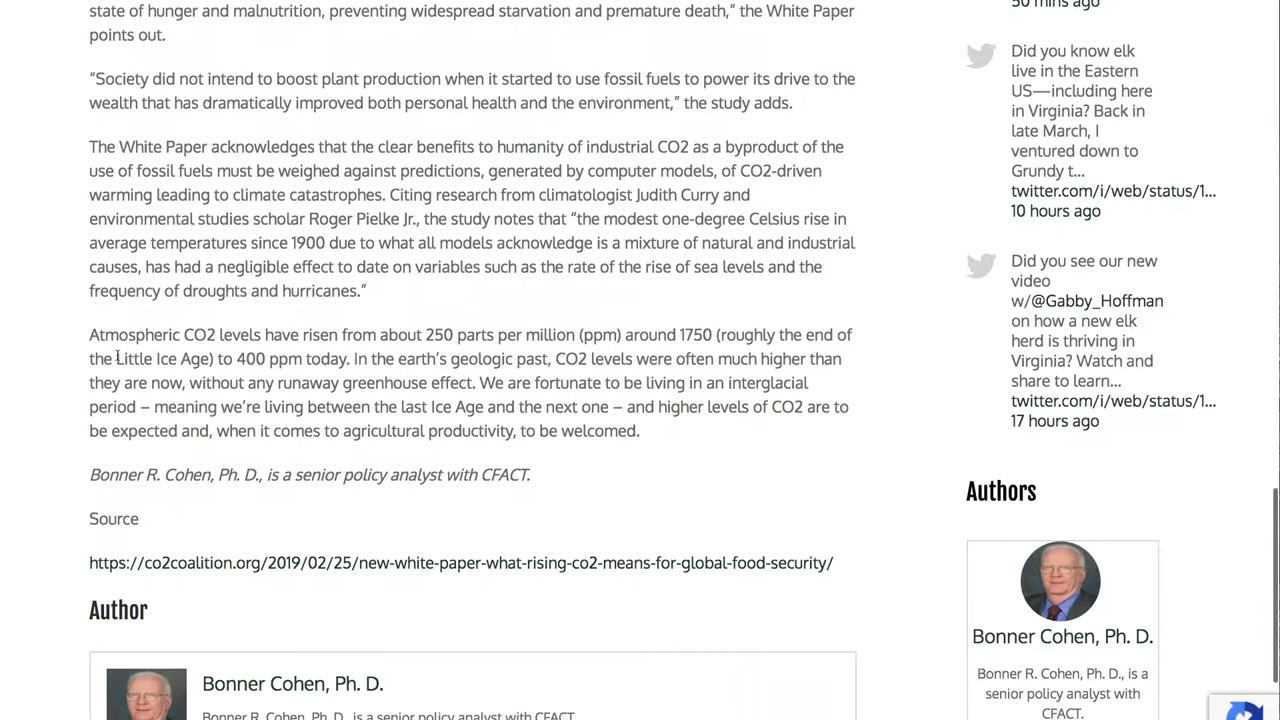 state of hunger and malnutrition, preventing widespread starvation and premature death,” the White Paper
points out.
“Society did not intend to boost plant production when it started to use fossil fuels to power its drive to the
wealth that has dramatically improved both personal health and the environment,” the study adds.
The White Paper acknowledges that the clear benefits to humanity of industrial CO2 as a byproduct of the
use of fossil fuels must be weighed against predictions, generated by computer models, of CO2-driven
warming leading to climate catastrophes. Citing research from climatologist Judith Curry and
environmental studies scholar Roger Pielke Jr., the study notes that “the modest one-degree Celsius rise in
average temperatures since 1900 due to what all models acknowledge is a mixture of natural and industrial
causes, has had a negligible effect to date on variables such as the rate of the rise of sea levels and the
frequency of droughts and hurricanes.”
Atmospheric CO2 levels have risen from about 250 parts per million (ppm) around 1750 (roughly the end of
the Little Ice Age) to 400 ppm today. In the earth’s geologic past, CO2 levels were often much higher than
they are now, without any runaway greenhouse effect. We are fortunate to be living in an interglacial
period – meaning we’re living between the last Ice Age and the next one – and higher levels of CO2 are to
be expected and, when it comes to agricultural productivity, to be welcomed.
Bonner R. Cohen, Ph. D., is a senior policy analyst with CFACT.
Source
https://co2coalition.org/2019/02/25/new-white-paper-what-rising-co2-means-for-global-food-security/
Author
Bonner Cohen, Ph. D.
Bonner R. Cohen, Ph. D., is a senior policy analyst with CFACT.
50 mins ago
Did you know elk
live in the Eastern
US—including here
in Virginia? Back in
late March, I
ventured down to
Grundy t...
twitter.com/i/web/status/1...
10 hours ago
Did you see our new
video
w/@Gabby_Hoffman
on how a new elk
herd is thriving in
Virginia? Watch and
share to learn...
twitter.com/i/web/status/1...
17 hours ago
Authors
Bonner Cohen, Ph. D.
Bonner R. Cohen, Ph. D., is a
senior policy analyst with
CFACT.